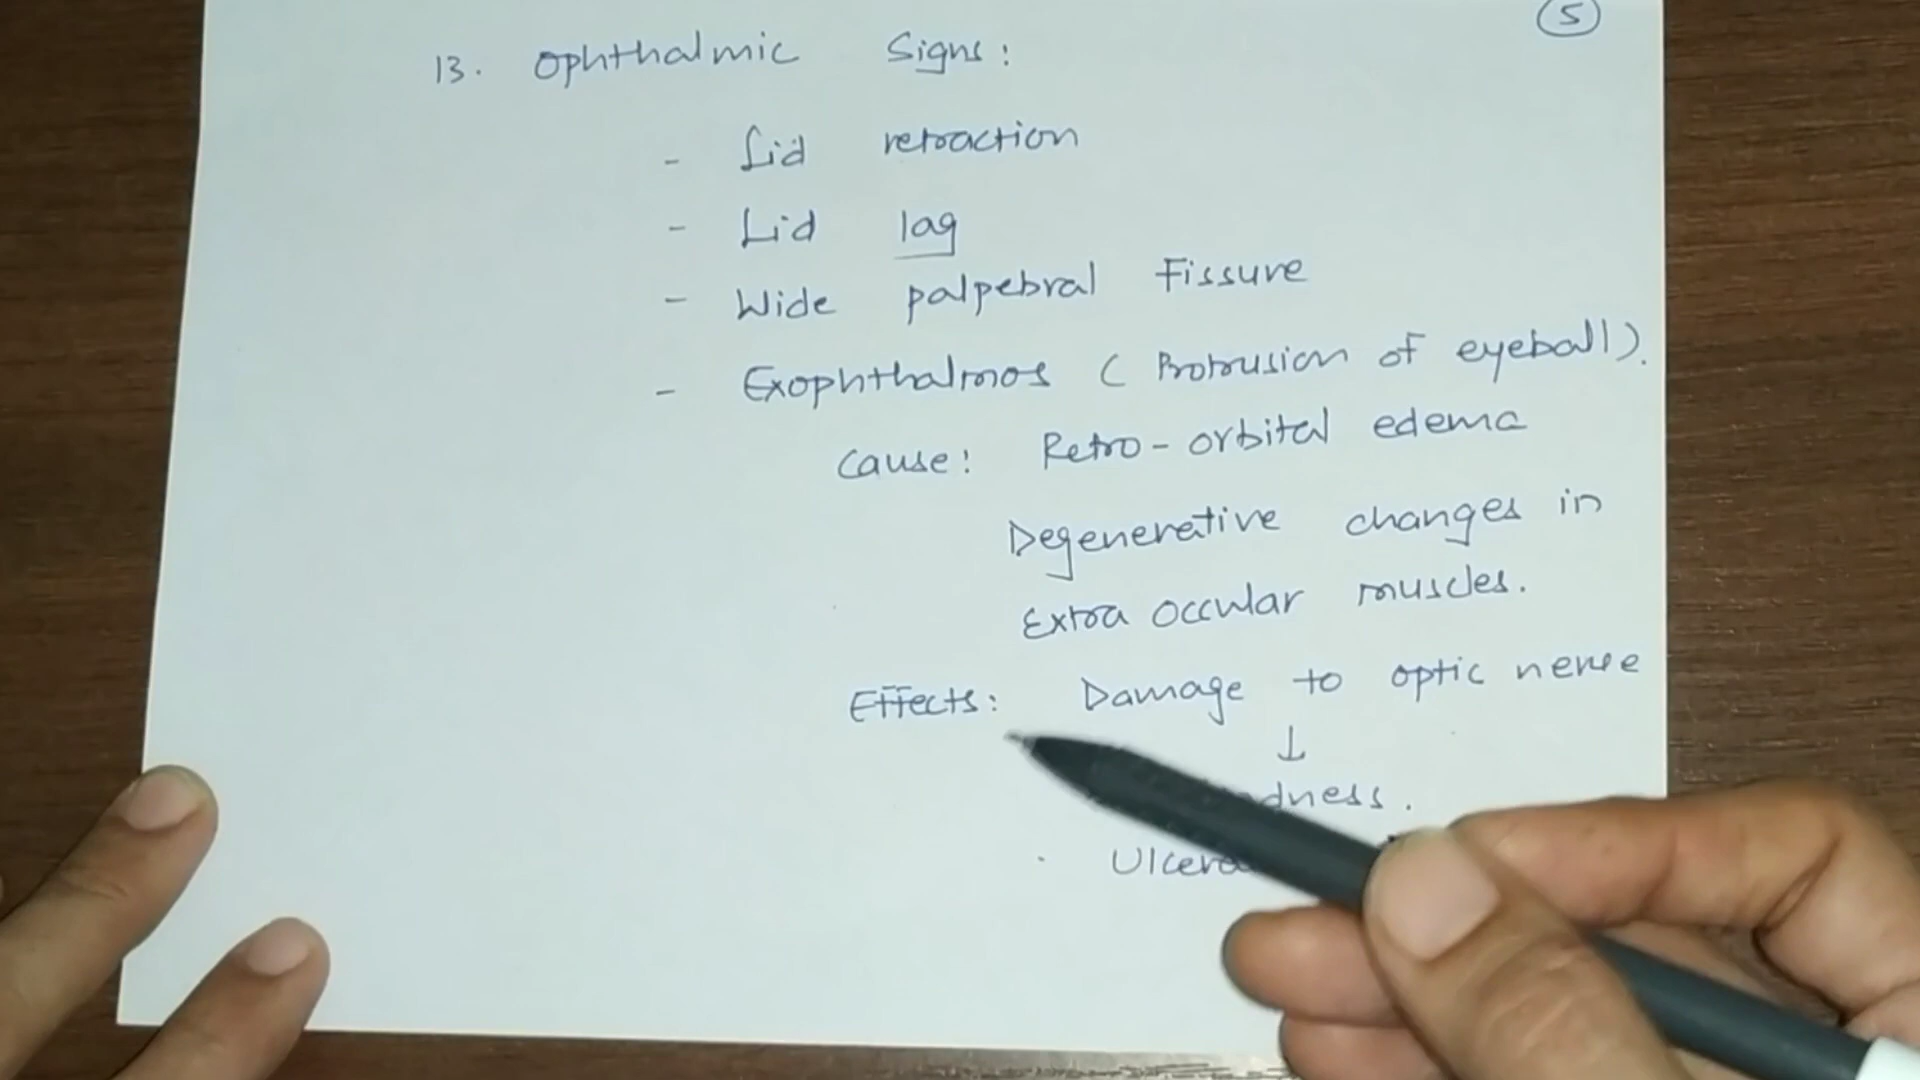 5
13. Ophthalmic Signs:
- Lid retraction
- Lid lag
- Wide palpebral Fissure
- Exophthalmos ( Protrusion of eyeball).
Cause: Retro-orbital edema
Degenerative changes in
Extra occular muscles.
Effects: Damage to optic nerve
↓